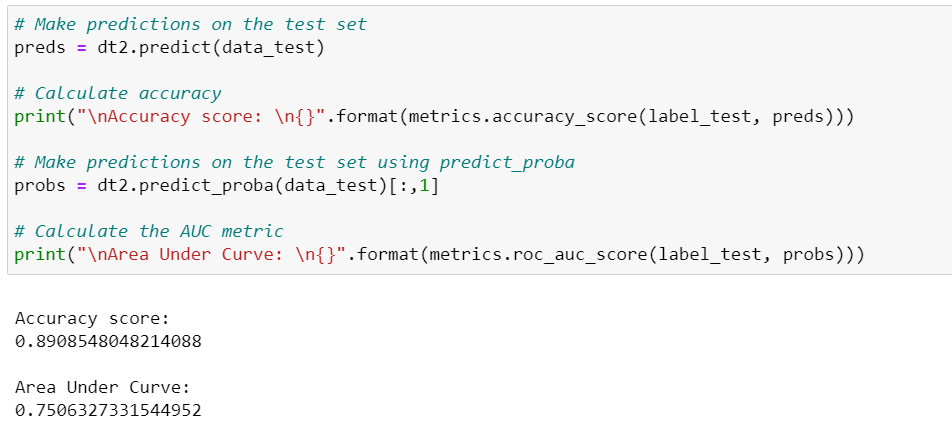 # Make predictions on the test set
preds = dt2.predict(data_test)
# Calculate accuracy
print("\nAccuracy score: \n{}".format(metrics.accuracy_score(label_test, preds)))
# Make predictions on the test set using predict_proba
probs = dt2.predict_proba(data_test)[:,1]
# Calculate the AUC metric
print("\nArea Under Curve: \n{}".format(metrics.roc_auc_score(label_test, probs)))
Accuracy score:
0.8908548048214088
Area Under Curve:
0.7506327331544952